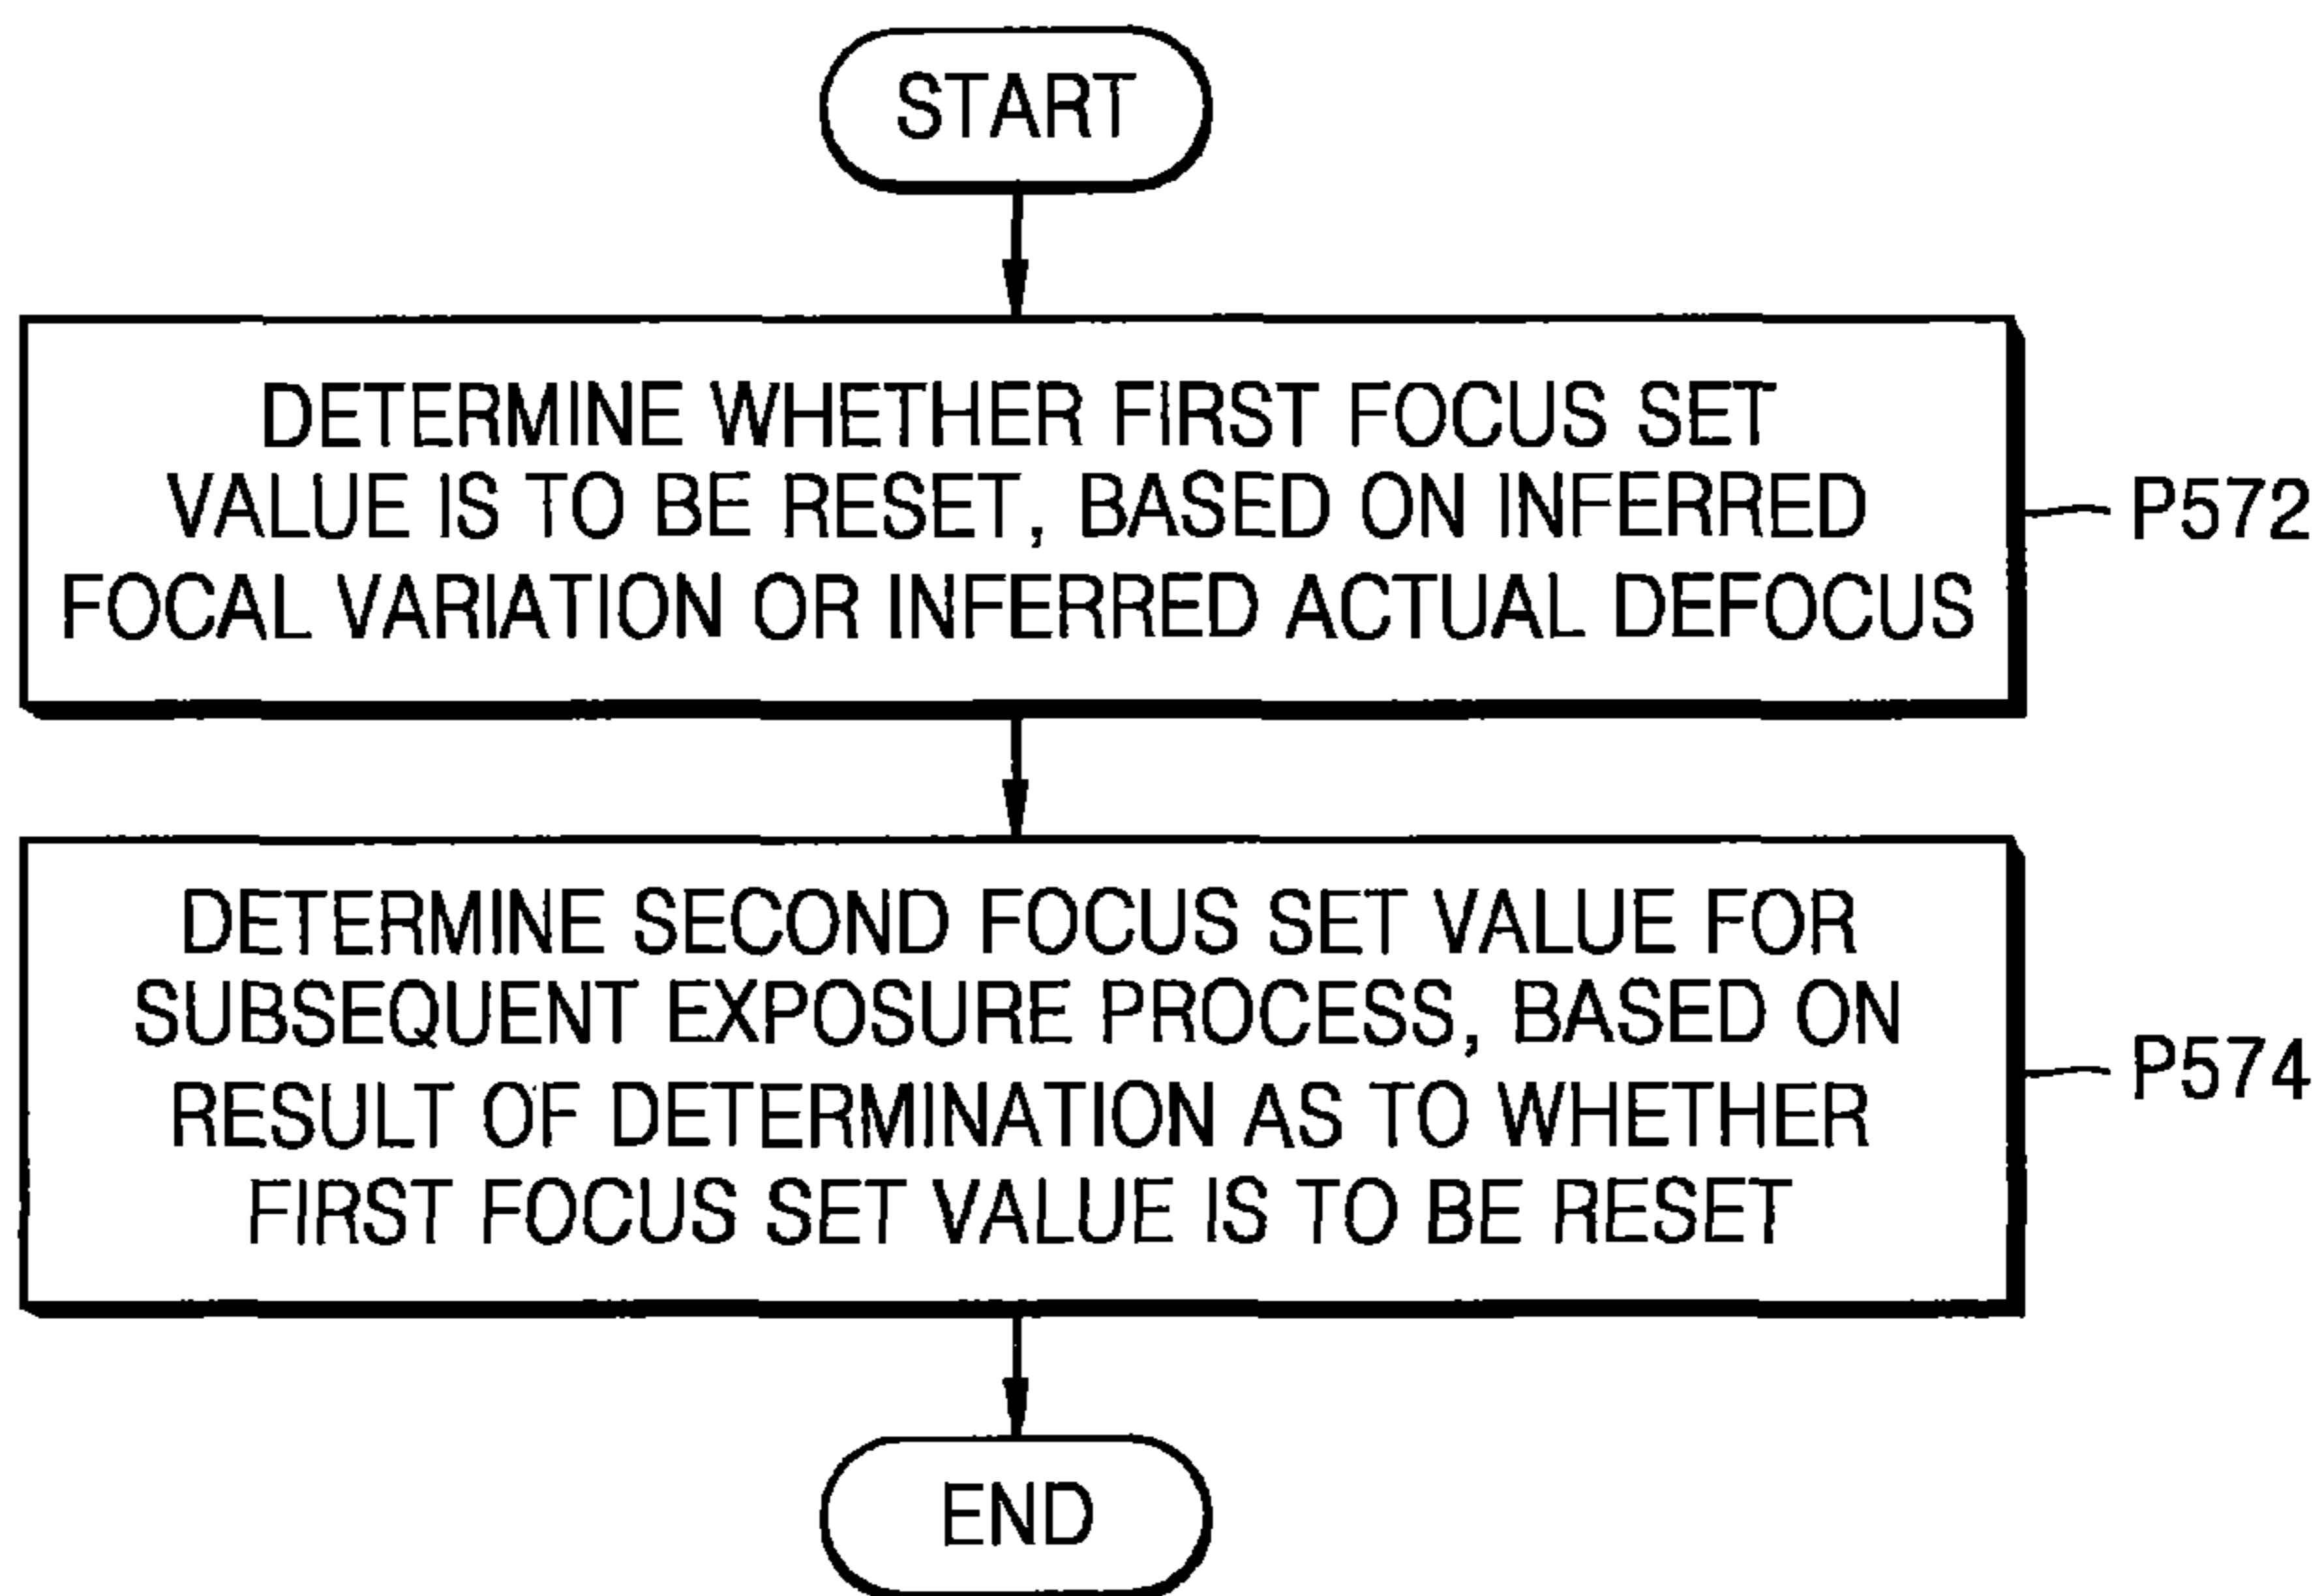 START
DETERMINE WHETHER FIRST FOCUS SET
VALUE IS TO BE RESET, BASED ON INFERRED
FOCAL VARIATION OR INFERRED ACTUAL DEFOCUS
P572
DETERMINE SECOND FOCUS SET VALUE FOR
SUBSEQUENT EXPOSURE PROCESS, BASED ON
RESULT OF DETERMINATION AS TO WHETHER
FIRST FOCUS SET VALUE IS TO BE RESET
P574
END